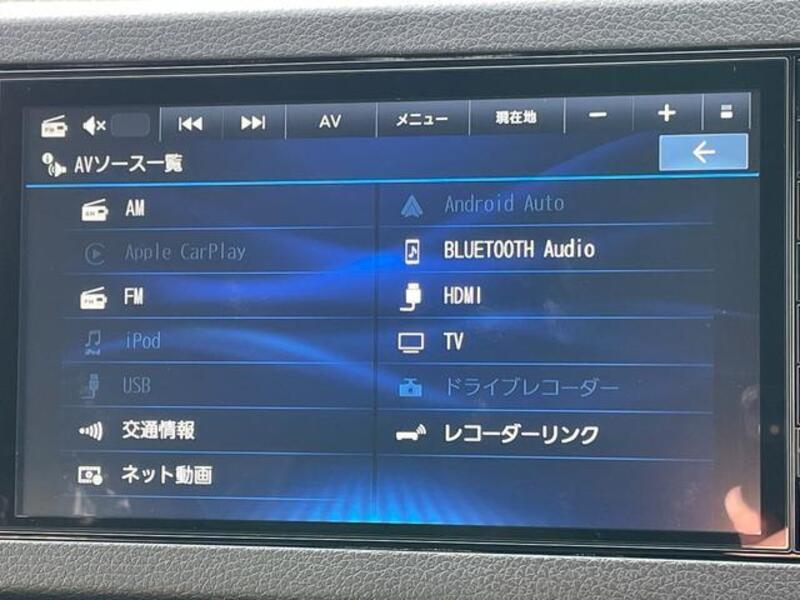 AV メニュー 現在地
AVソース一覧
AM
Android Auto
Apple CarPlay
BLUETOOTH Audio
FM
HDMI
iPod
TV
USB
ドライブレコーダー
交通情報
レコーダーリンク
ネット動画